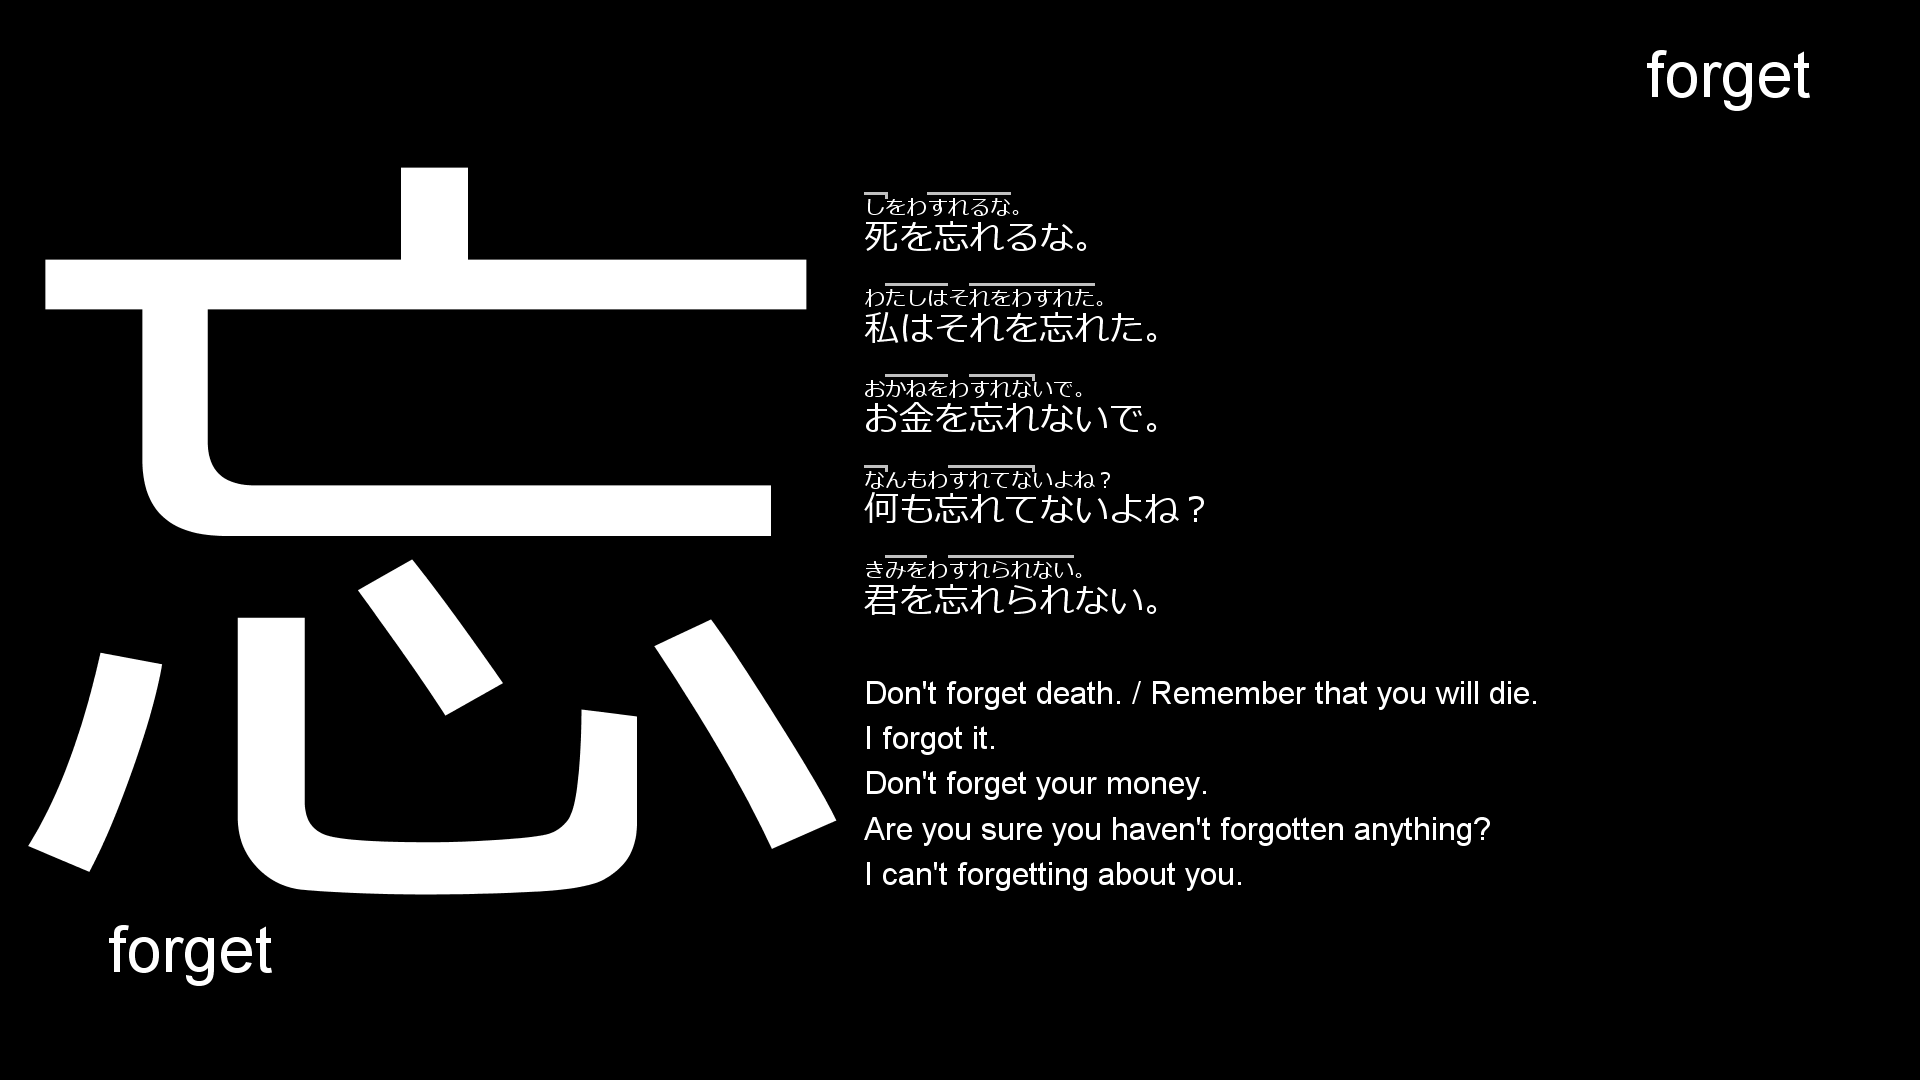 forget
忘
しをわすれるな。
死を忘れるな。
わたしはそれをわすれた。
私はそれを忘れた。
おかねをわすれないで。
お金を忘れないで。
なんもわすれてないよね？
何も忘れてないよね？
きみをわすれられない。
君を忘れられない。
Don't forget death. / Remember that you will die.
I forgot it.
Don't forget your money.
Are you sure you haven't forgotten anything?
I can't forgetting about you.
forget